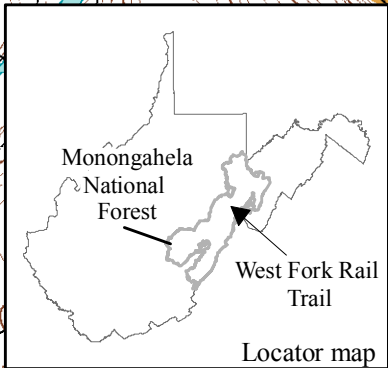 Monongahela
National
Forest
West Fork Rail
Trail
Locator map